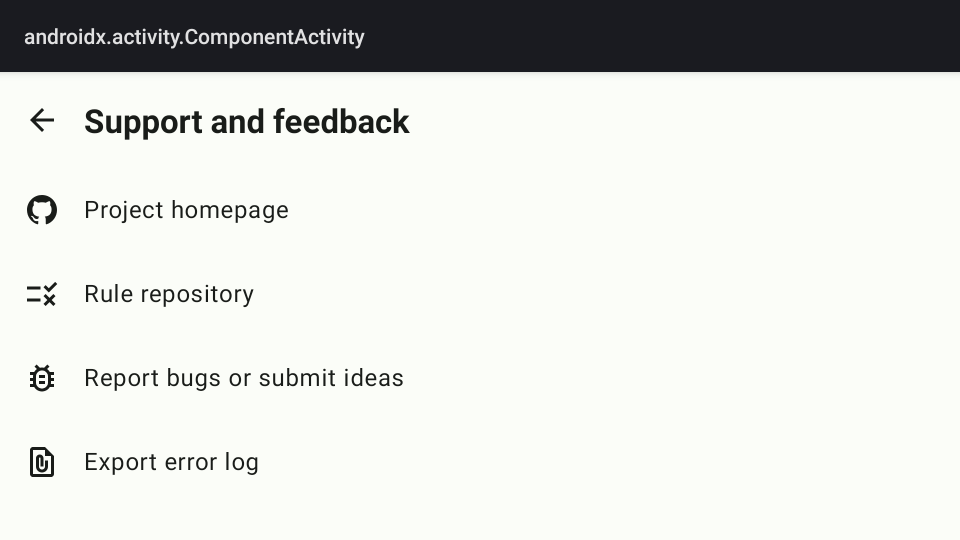 androidx.activity.ComponentActivity
Support and feedback
Project homepage
Rule repository
Report bugs or submit ideas
Export error log